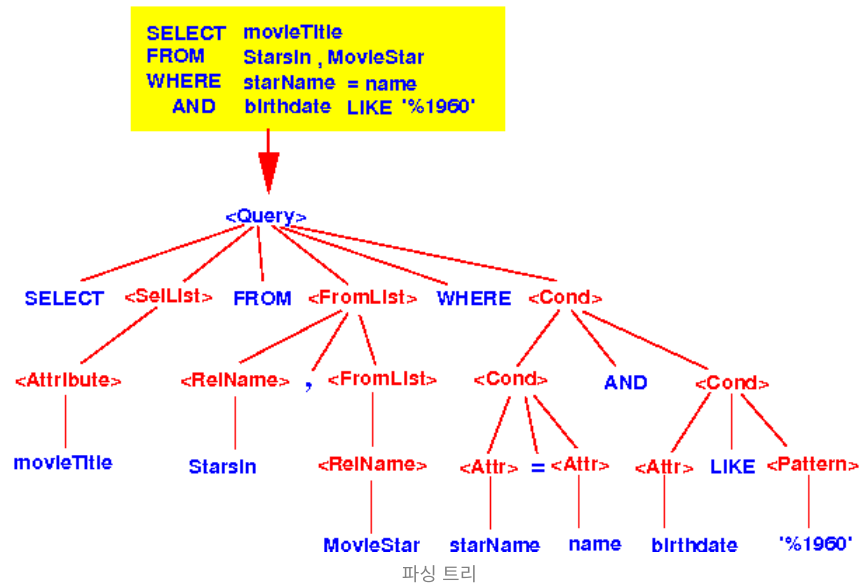 SELECT movieTitle
FROM StarsIn , MovieStar
WHERE starName = name
AND birthdate LIKE '%1960'
<Query>
SELECT <SelList> FROM <FromList> WHERE <Cond>
<Attribute> <RelName> , <FromList> <Cond> AND <Cond>
movieTitle StarsIn <RelName> <Attr> = <Attr> <Attr> LIKE <Pattern>
MovieStar starName name birthdate '%1960'
파싱 트리